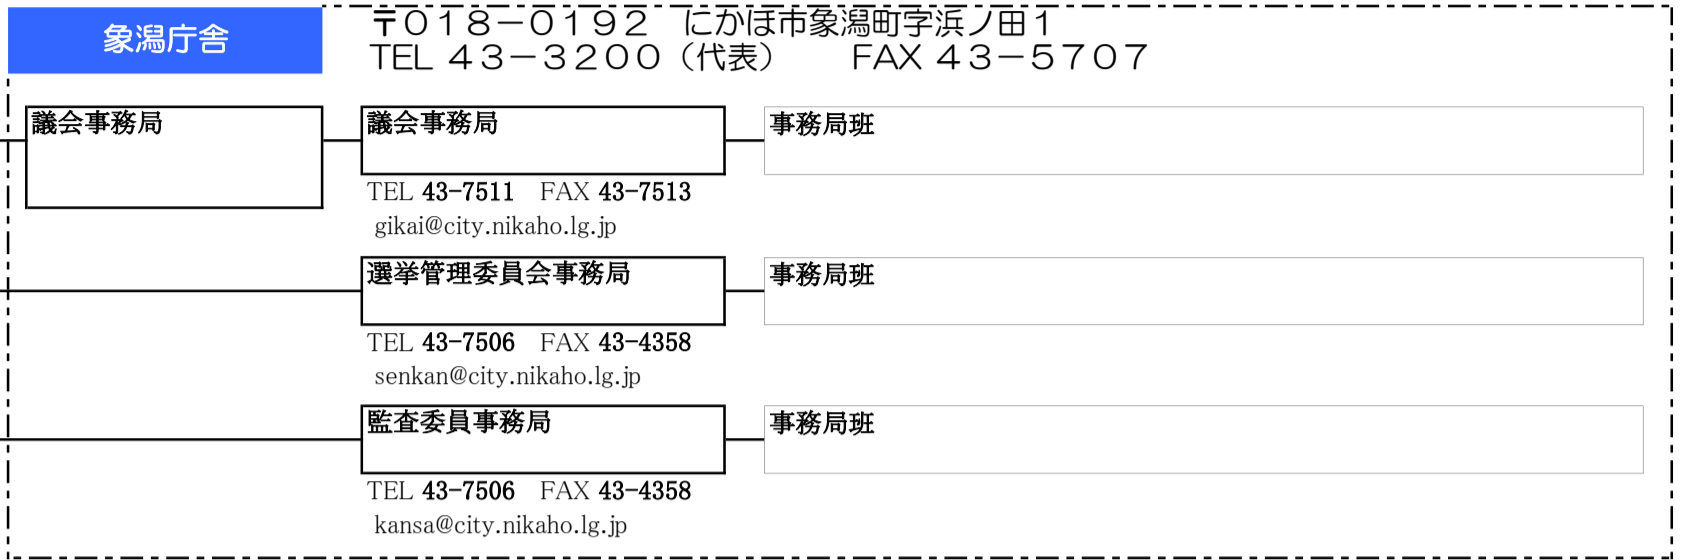 象潟庁舎
〒018－0192　にかほ市象潟町字浜ノ田1
TEL 43－3200（代表）　　FAX 43－5707
議会事務局
議会事務局
事務局班
TEL 43-7511　FAX 43-7513
gikai@city.nikaho.lg.jp
選挙管理委員会事務局
事務局班
TEL 43-7506　FAX 43-4358
senkan@city.nikaho.lg.jp
監査委員事務局
事務局班
TEL 43-7506　FAX 43-4358
kansa@city.nikaho.lg.jp